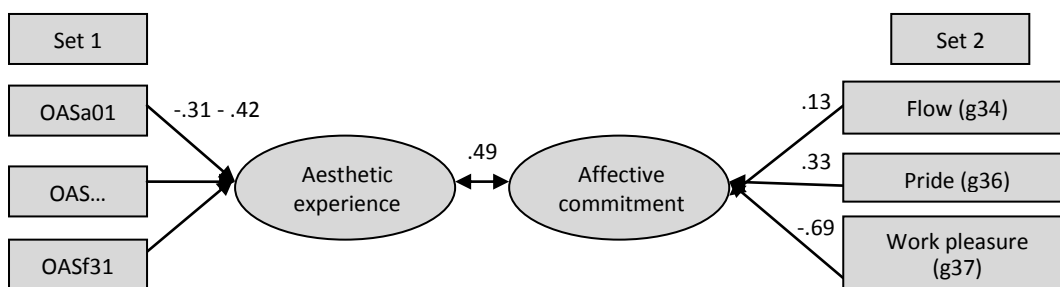 Set 1
Set 2
OASa01
-.31 - .42
.13
Flow (g34)
.49
Aesthetic
experience
Affective
commitment
OAS...
.33
Pride (g36)
OASf31
-.69
Work pleasure
(g37)